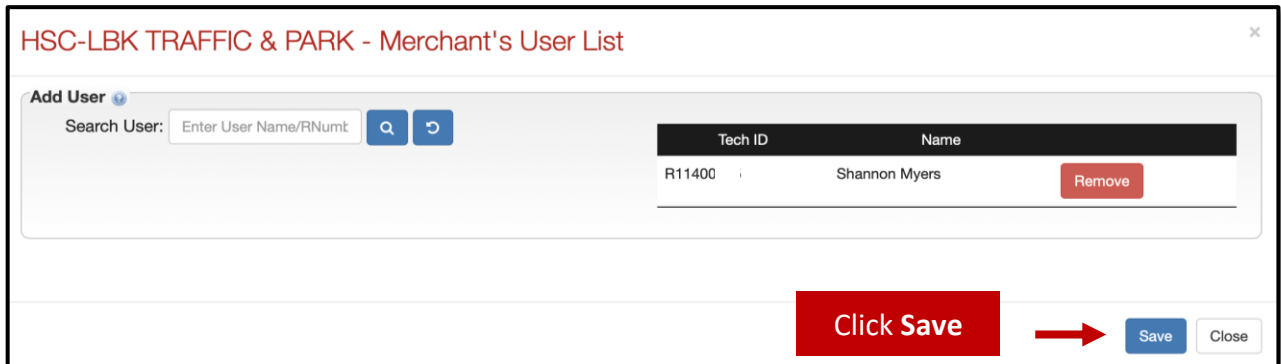 HSC-LBK TRAFFIC & PARK - Merchant's User List
×
Add User
Search User: Enter User Name/RNumb
Tech ID Name
R11400 Shannon Myers Remove
Click Save
Save Close